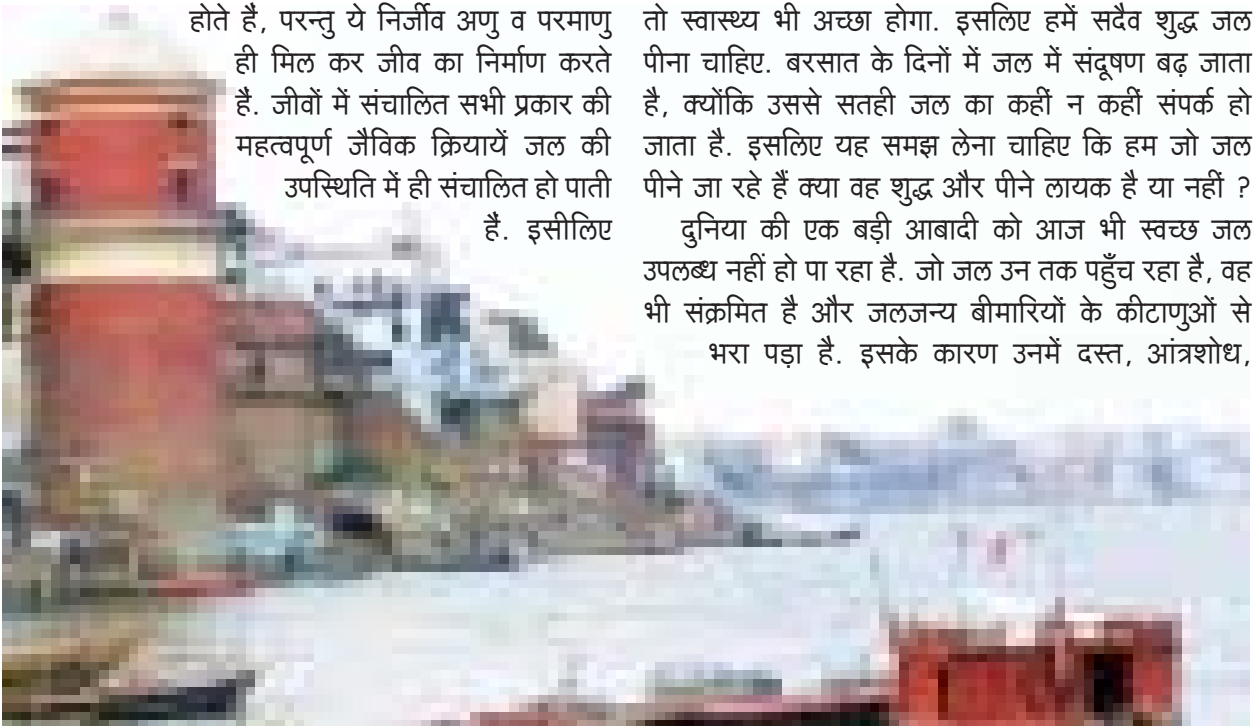 होते हैं, परन्तु ये निर्जीव अणु व परमाणु
ही मिल कर जीव का निर्माण करते
हैं. जीवों में संचालित सभी प्रकार की
महत्वपूर्ण जैविक क्रियायें जल की
उपस्थिति में ही संचालित हो पाती
हैं. इसीलिए
तो स्वास्थ्य भी अच्छा होगा. इसलिए हमें सदैव शुद्ध जल
पीना चाहिए. बरसात के दिनों में जल में संदूषण बढ़ जाता
है, क्योंकि उससे सतही जल का कहीं न कहीं संपर्क हो
जाता है. इसलिए यह समझ लेना चाहिए कि हम जो जल
पीने जा रहे हैं क्या वह शुद्ध और पीने लायक है या नहीं ?
दुनिया की एक बड़ी आबादी को आज भी स्वच्छ जल
उपलब्ध नहीं हो पा रहा है. जो जल उन तक पहुँच रहा है, वह
भी संक्रमित है और जलजन्य बीमारियों के कीटाणुओं से
भरा पड़ा है. इसके कारण उनमें दस्त, आंत्रशोध,